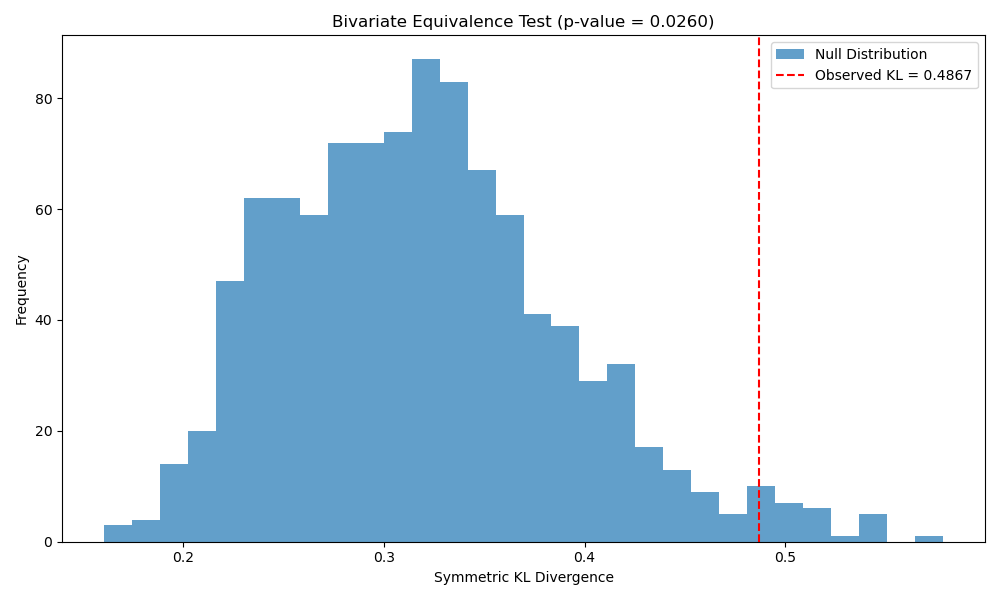 Bivariate Equivalence Test (p-value = 0.0260)
Null Distribution
Observed KL = 0.4867
Frequency
80
60
40
20
0
0.2 0.3 0.4 0.5
Symmetric KL Divergence